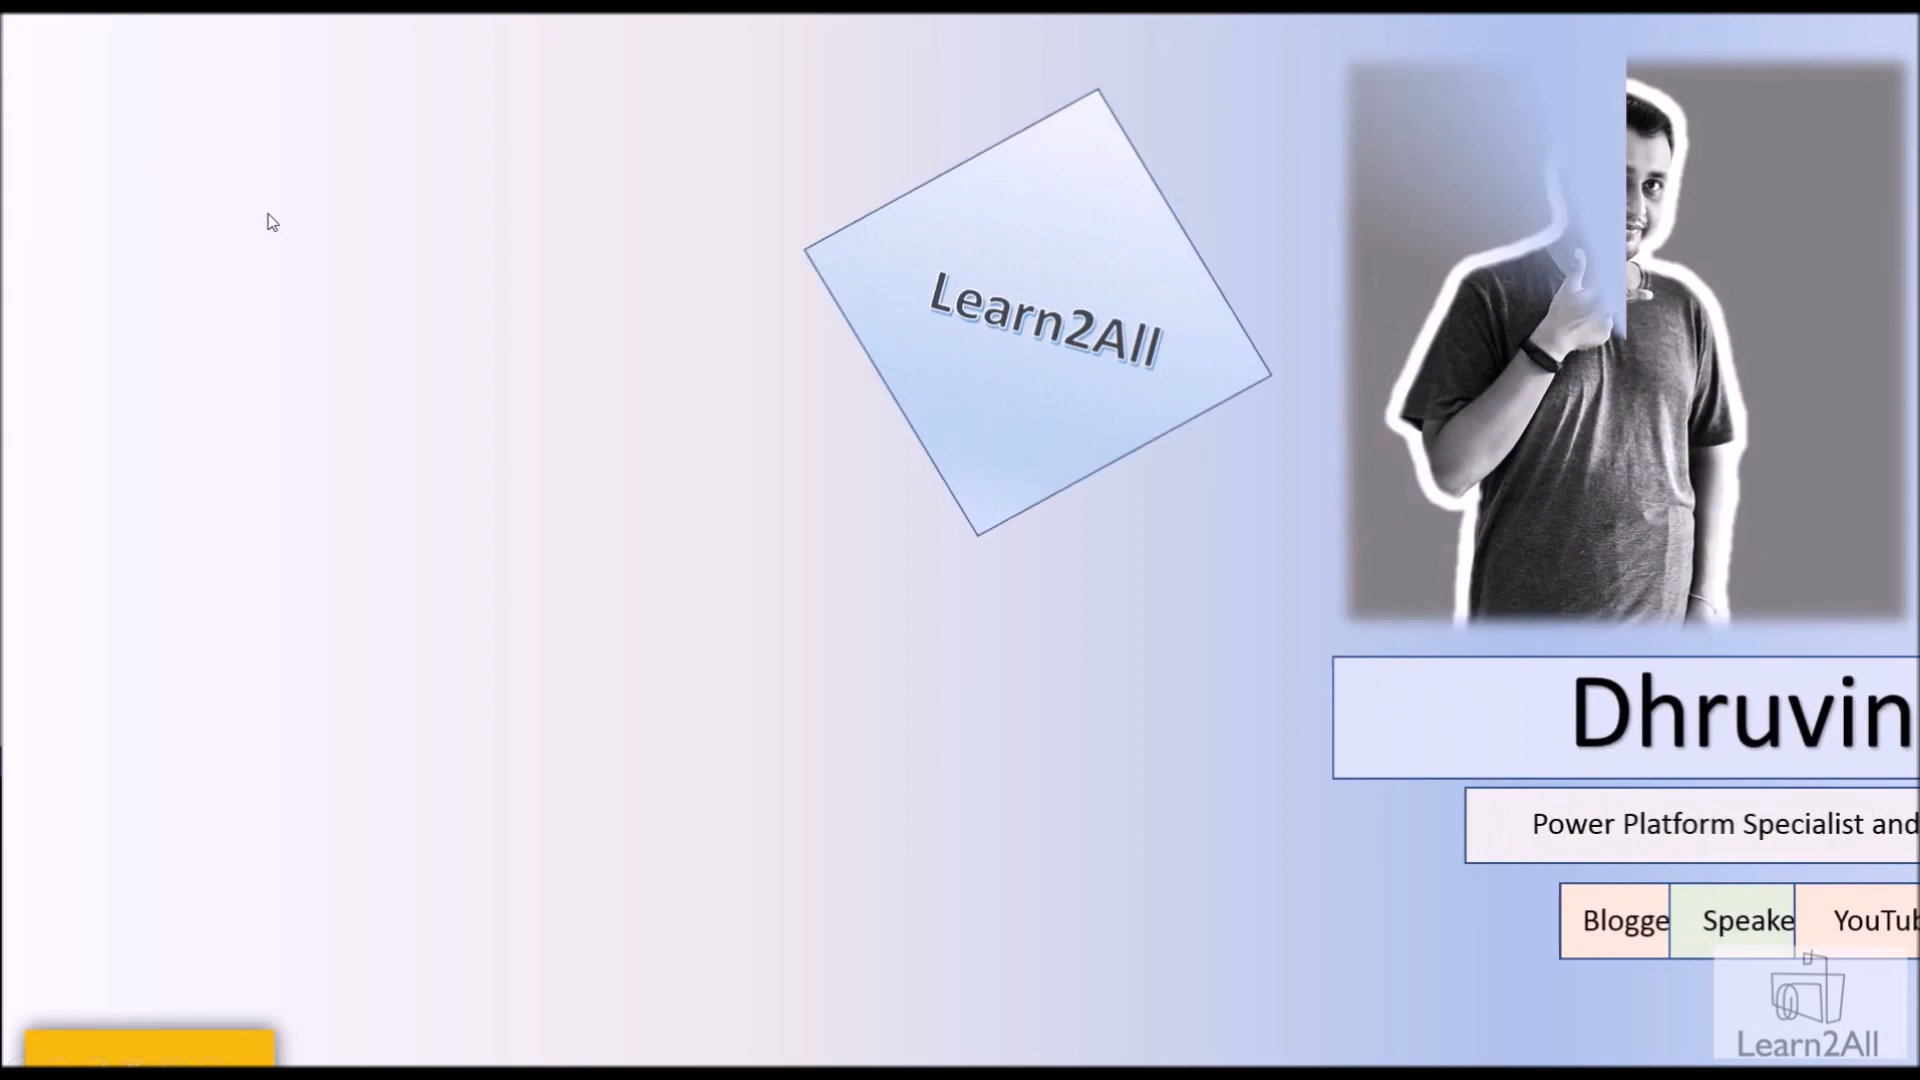 Learn2All
Dhruvin
Power Platform Specialist and
Blogge
Speake
YouTub
Learn2All